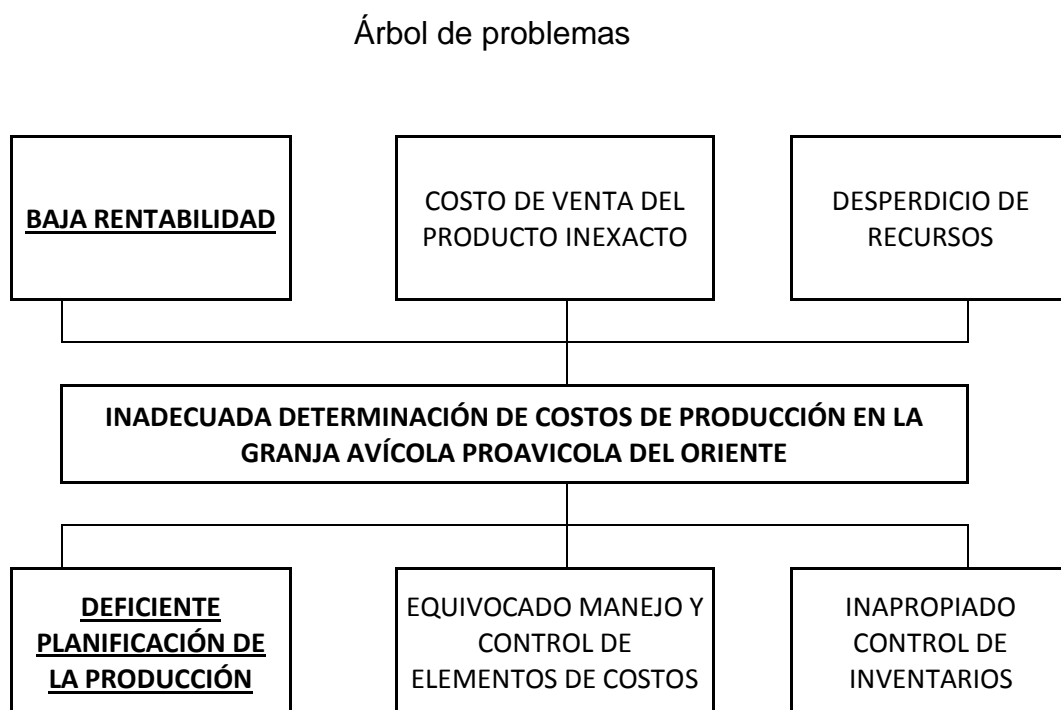 Árbol de problemas
BAJA RENTABILIDAD
COSTO DE VENTA DEL
PRODUCTO INEXACTO
DESPERDICIO DE
RECURSOS
INADECUADA DETERMINACIÓN DE COSTOS DE PRODUCCIÓN EN LA
GRANJA AVÍCOLA PROAVICOLA DEL ORIENTE
DEFICIENTE
PLANIFICACIÓN DE
LA PRODUCCIÓN
EQUIVOCADO MANEJO Y
CONTROL DE
ELEMENTOS DE COSTOS
INAPROPIADO
CONTROL DE
INVENTARIOS